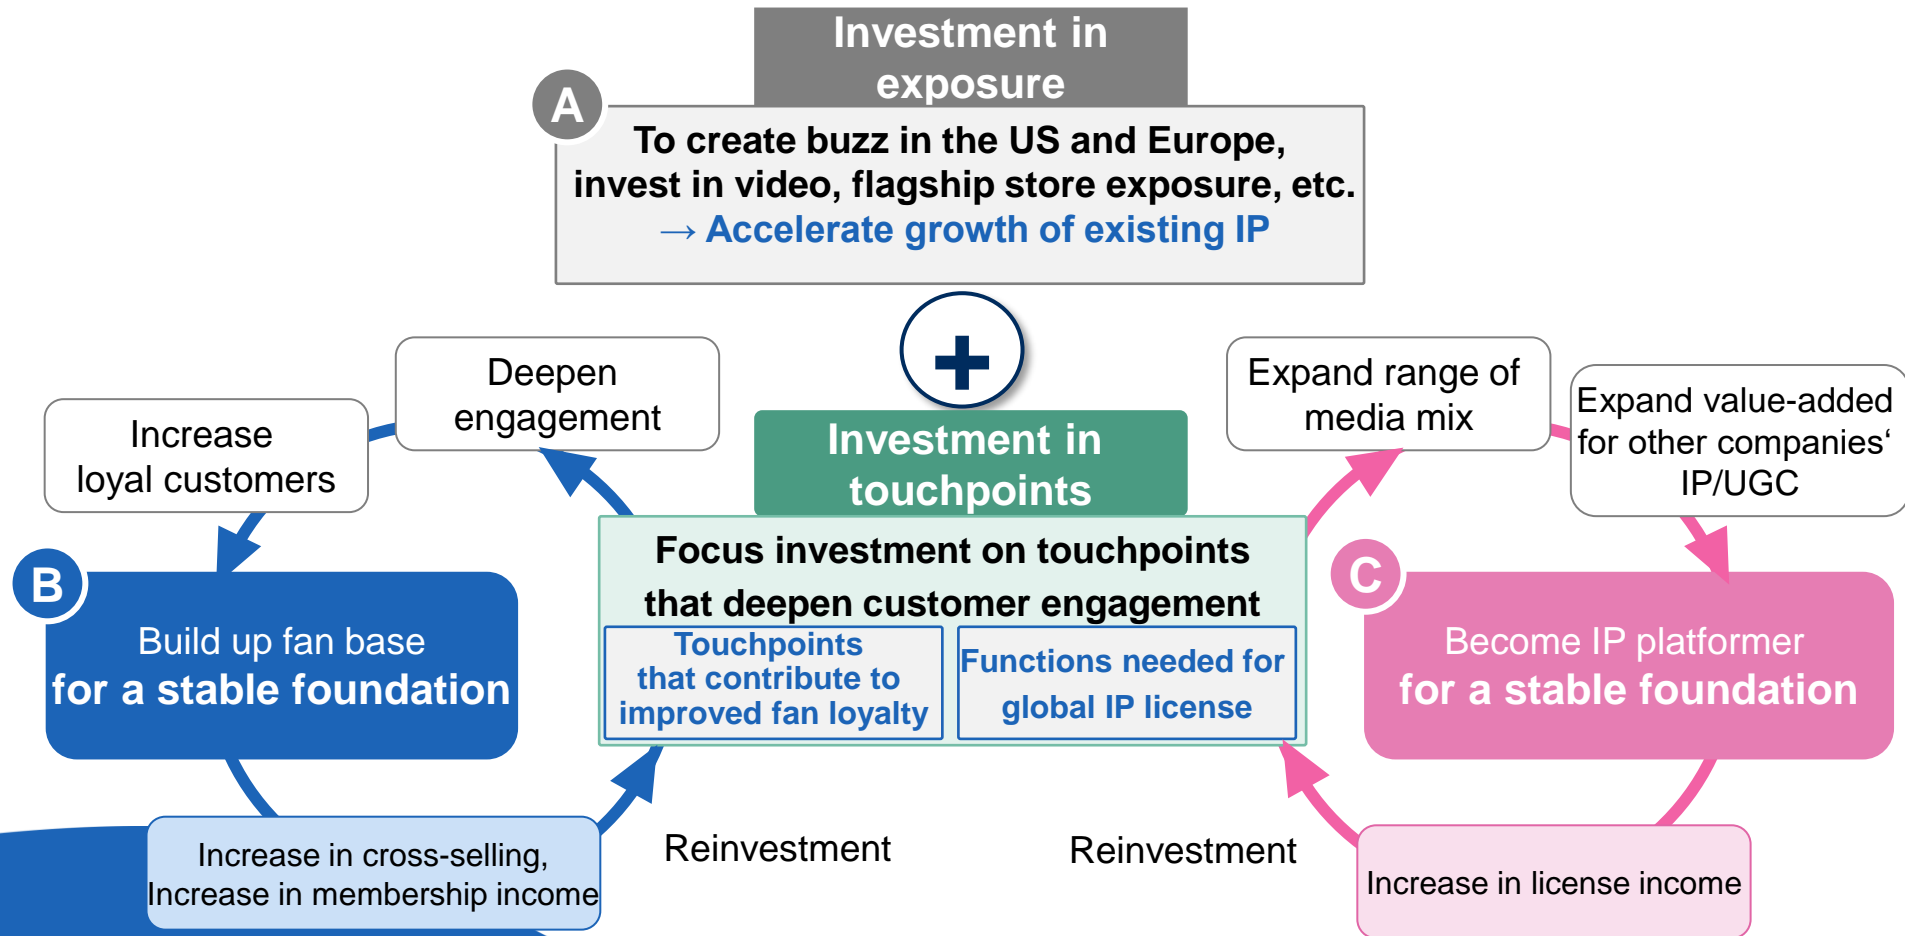 Investment in
exposure
A
To create buzz in the US and Europe,
invest in video, flagship store exposure, etc.
→ Accelerate growth of existing IP
+
Deepen
engagement
Increase
loyal customers
Expand range of
media mix
Expand value-added
for other companies‘
IP/UGC
Investment in
touchpoints
Focus investment on touchpoints
that deepen customer engagement
Touchpoints
that contribute to
improved fan loyalty
Functions needed for
global IP license
B
Build up fan base
for a stable foundation
C
Become IP platformer
for a stable foundation
Increase in cross-selling,
Increase in membership income
Reinvestment
Reinvestment
Increase in license income